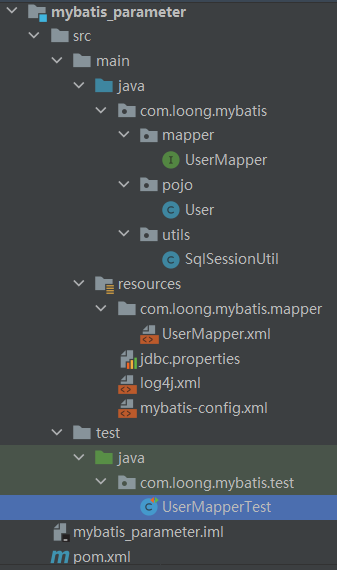 mybatis_parameter
src
main
java
com.loong.mybatis
mapper
I UserMapper
pojo
C User
utils
C SqlSessionUtil
resources
com.loong.mybatis.mapper
UserMapper.xml
jdbc.properties
log4j.xml
mybatis-config.xml
test
java
com.loong.mybatis.test
C UserMapperTest
mybatis_parameter.iml
m pom.xml